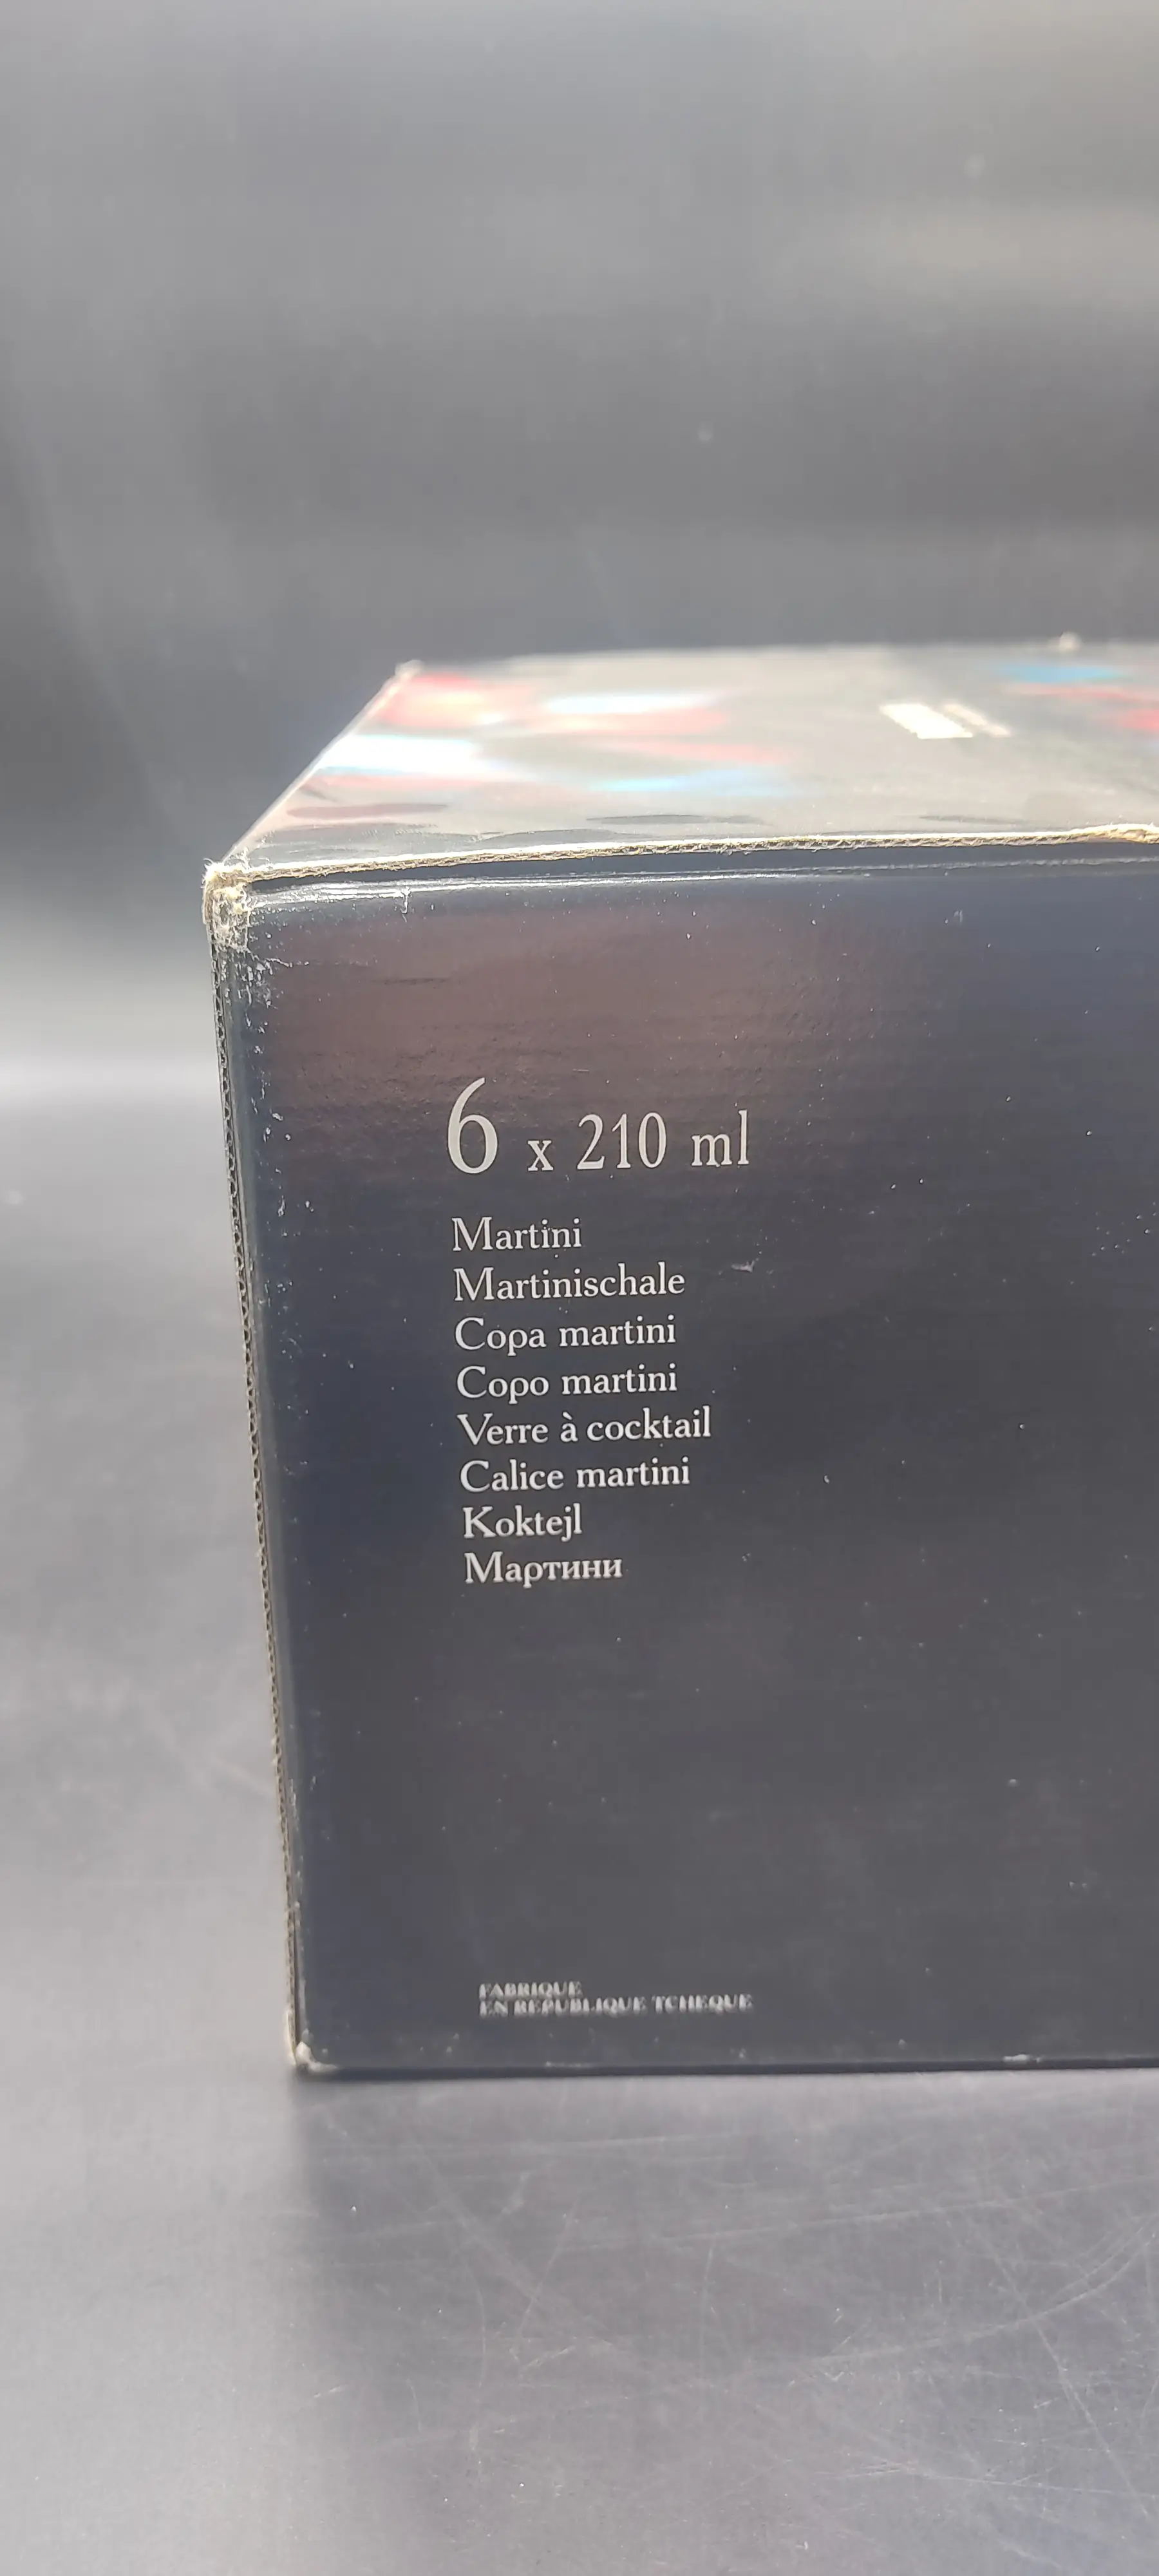 6 x 210 ml
Martini
Martinischale
Copa martini
Copo martini
Verre à cocktail
Calice martini
Koktejl
Мартини
FABRIQUE
EN REPUBLIQUE TCHEQUE